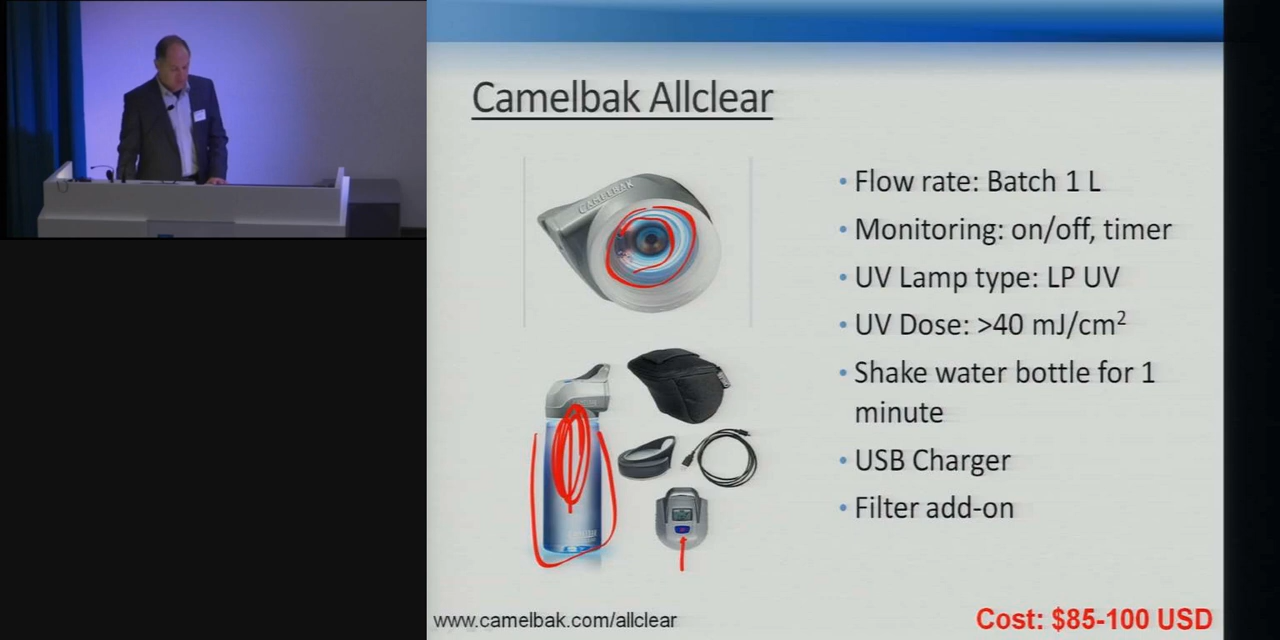 Camelbak Allclear
CAMELBAK
• Flow rate: Batch 1 L
• Monitoring: on/off, timer
• UV Lamp type: LP UV
• UV Dose: >40 mJ/cm²
• Shake water bottle for 1
minute
• USB Charger
• Filter add-on
www.camelbak.com/allclear
Cost: $85-100 USD